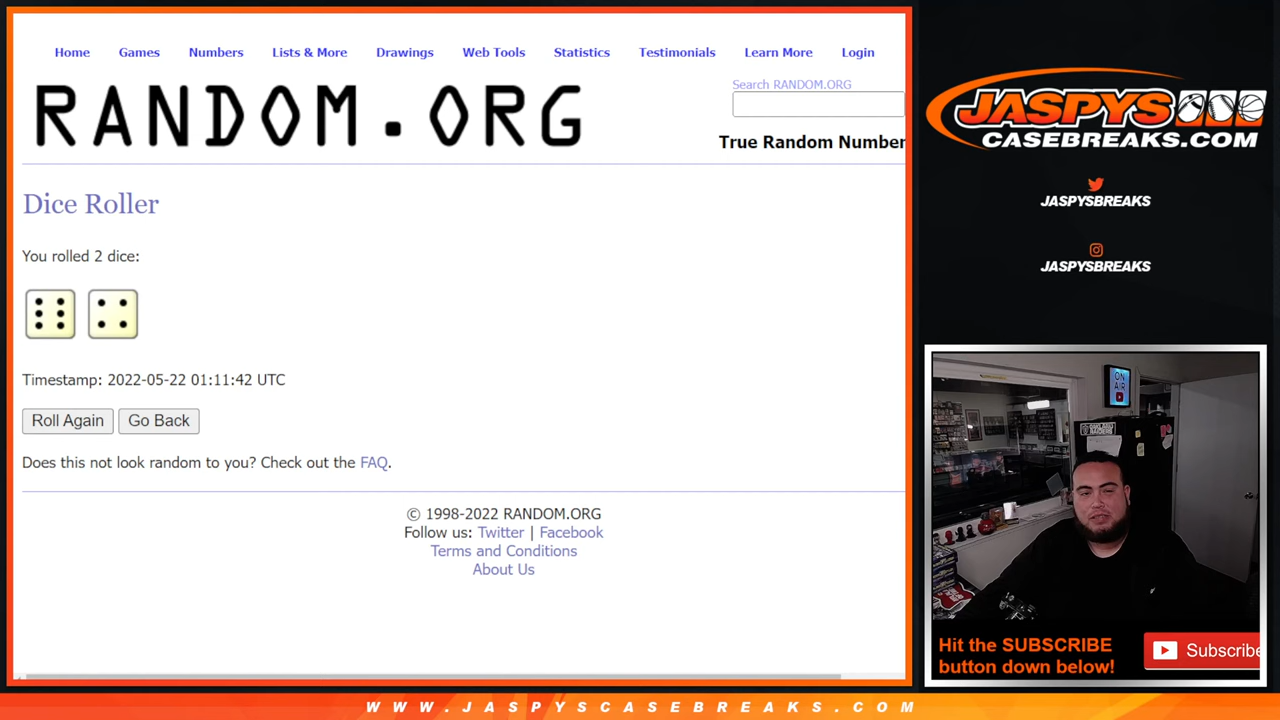 Home Games Numbers Lists & More Drawings Web Tools Statistics Testimonials Learn More Login
RANDOM.ORG
Search RANDOM.ORG
True Random Number
Dice Roller
You rolled 2 dice:
Timestamp: 2022-05-22 01:11:42 UTC
Roll Again Go Back
Does this not look random to you? Check out the FAQ.
© 1998-2022 RANDOM.ORG
Follow us: Twitter | Facebook
Terms and Conditions
About Us
JASPYS
CASEBREAKS.COM
JASPYSBREAKS
JASPYSBREAKS
ON
AIR
Hit the SUBSCRIBE
button down below!
Subscribe
WWW.JASPYSCASEBREAKS.COM